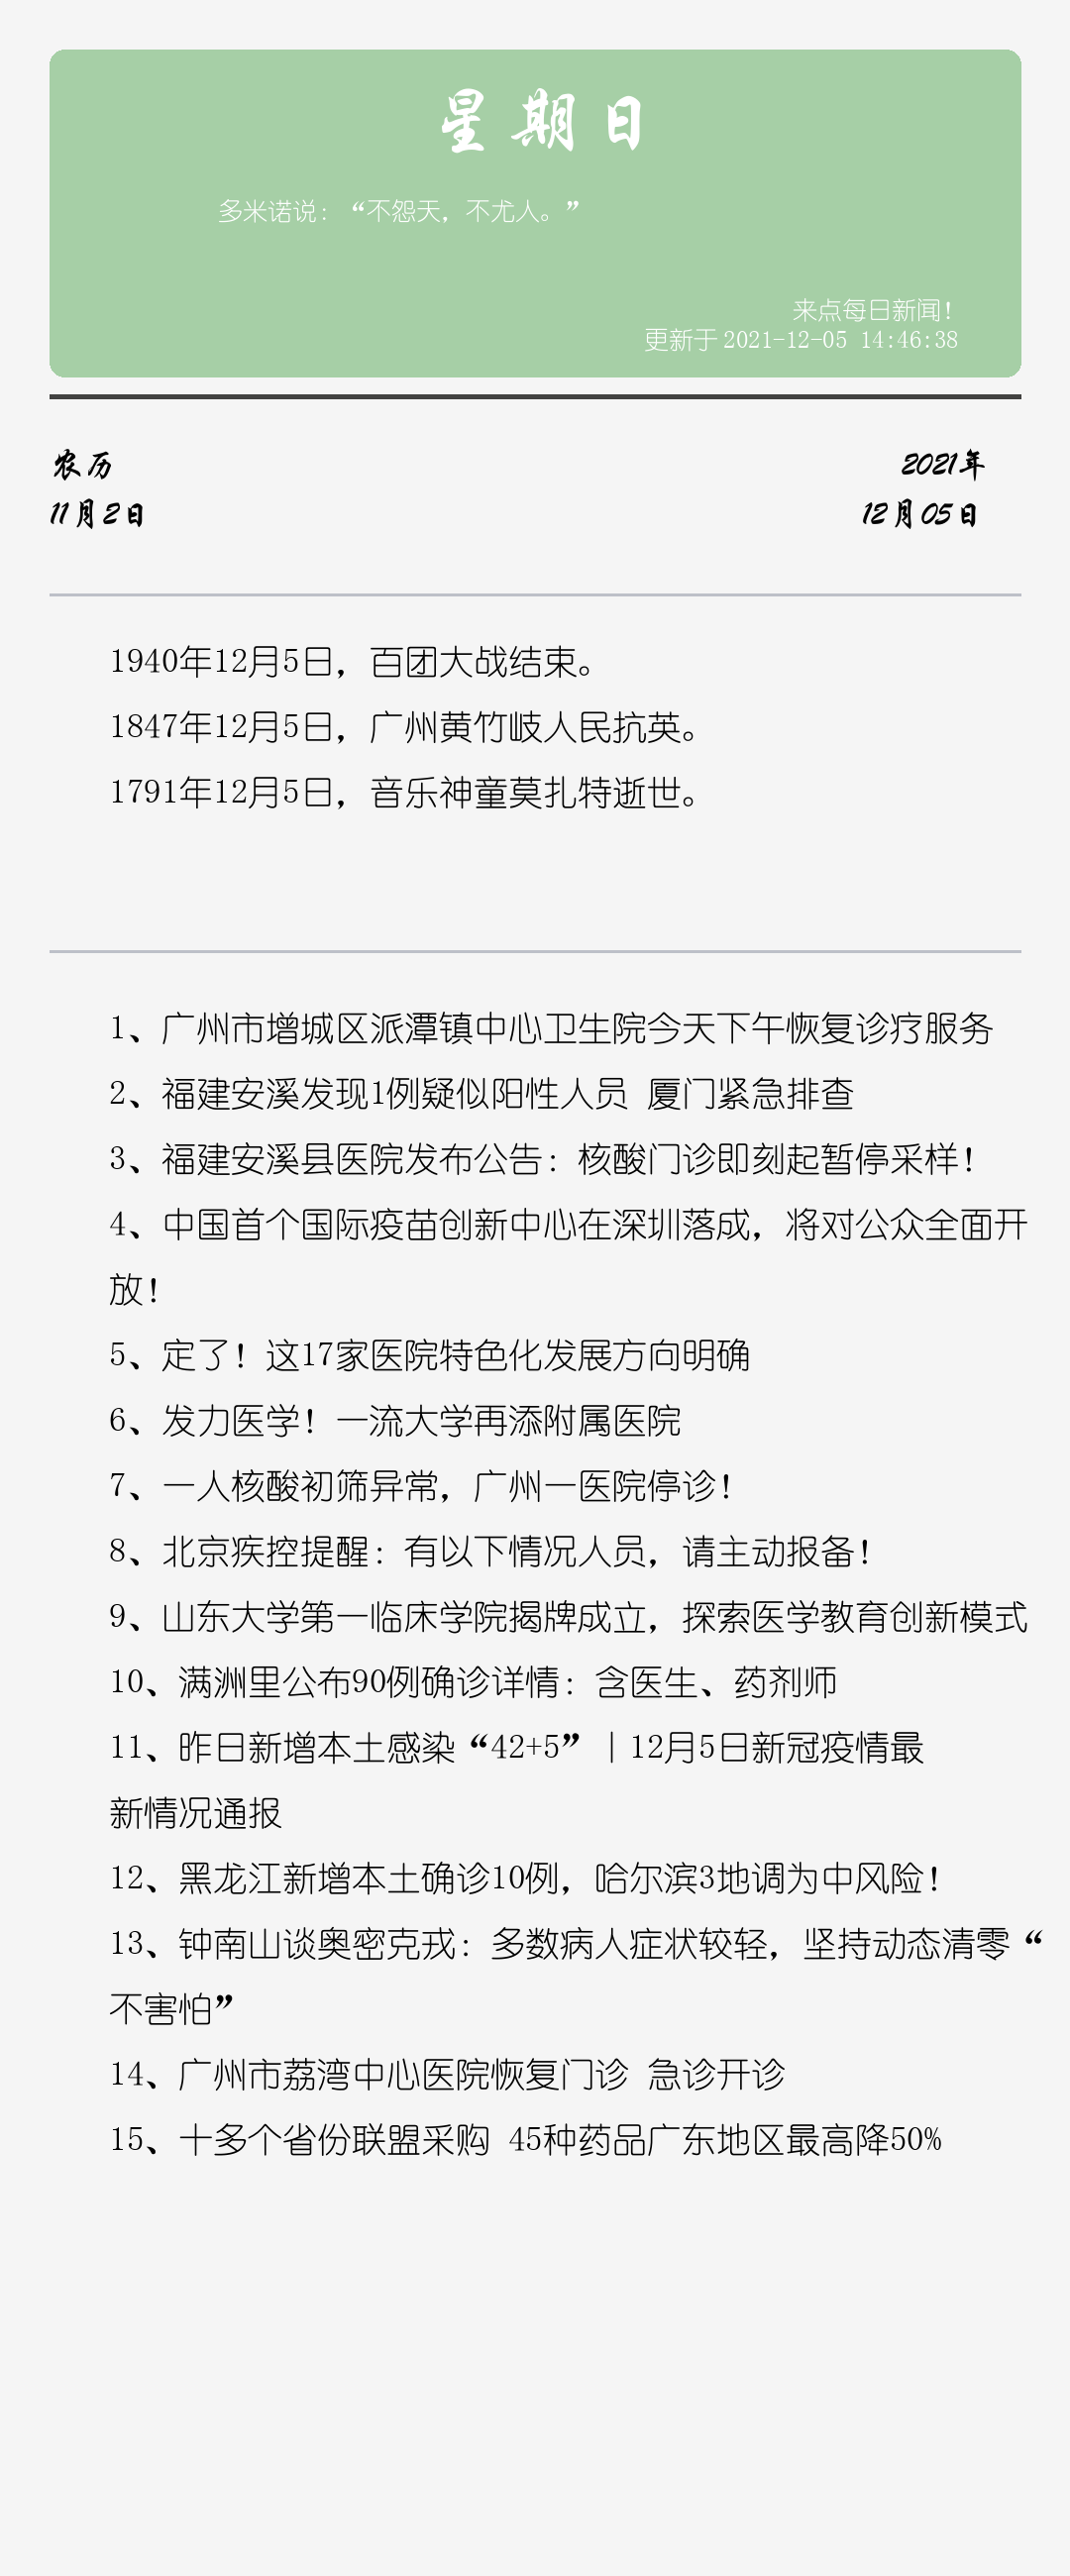 星期日
多米诺说：“不怨天，不尤人。”
来点每日新闻！
更新于2021-12-05 14:46:38
农历
11月2日
2021年
12月05日
1940年12月5日，百团大战结束。
1847年12月5日，广州黄竹岐人民抗英。
1791年12月5日，音乐神童莫扎特逝世。
1、广州市增城区派潭镇中心卫生院今天下午恢复诊疗服务
2、福建安溪发现1例疑似阳性人员 厦门紧急排查
3、福建安溪县医院发布公告：核酸门诊即刻起暂停采样！
4、中国首个国际疫苗创新中心在深圳落成，将对公众全面开
放！
5、定了！这17家医院特色化发展方向明确
6、发力医学！一流大学再添附属医院
7、一人核酸初筛异常，广州一医院停诊！
8、北京疾控提醒：有以下情况人员，请主动报备！
9、山东大学第一临床学院揭牌成立，探索医学教育创新模式
10、满洲里公布90例确诊详情：含医生、药剂师
11、昨日新增本土感染“42+5”｜12月5日新冠疫情最
新情况通报
12、黑龙江新增本土确诊10例，哈尔滨3地调为中风险！
13、钟南山谈奥密克戎：多数病人症状较轻，坚持动态清零“
不害怕”
14、广州市荔湾中心医院恢复门诊 急诊开诊
15、十多个省份联盟采购 45种药品广东地区最高降50%